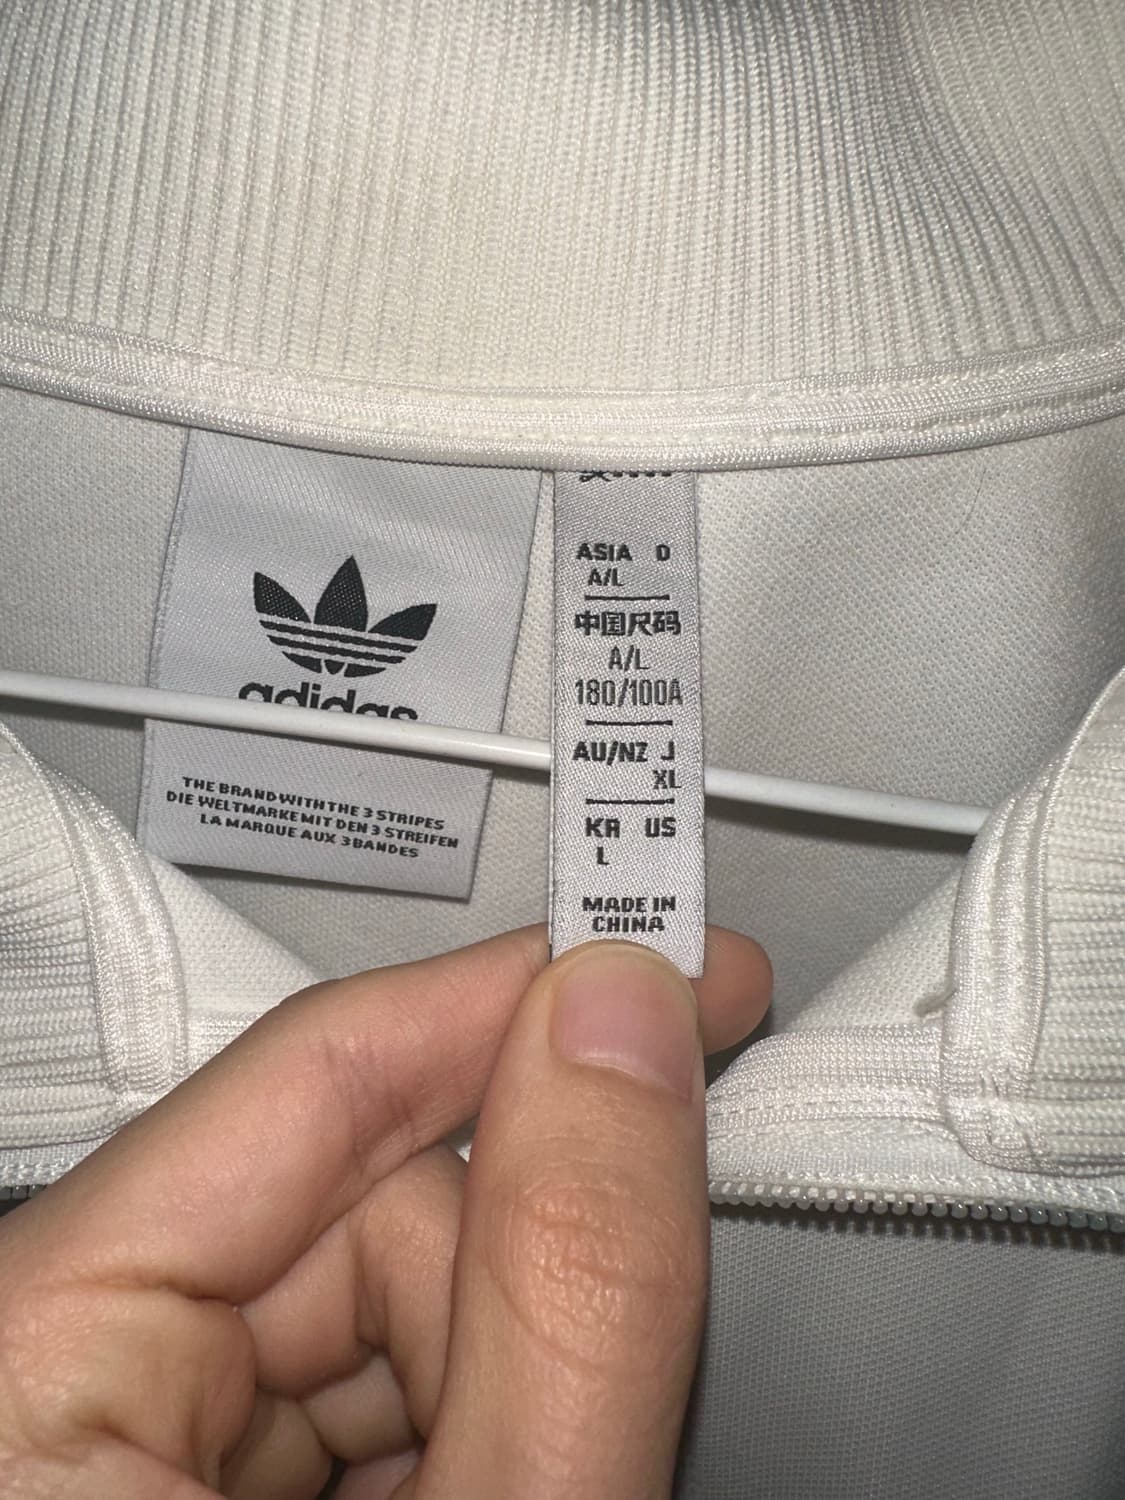 adidas
THE BRAND WITH THE 3 STRIPES
DIE WELTMARKE MIT DEN 3 STREIFEN
LA MARQUE AUX 3 BANDES
ASIA D
A/L
中国尺码
A/L
180/100A
AU/NZ J
XL
KR US
L
MADE IN
CHINA